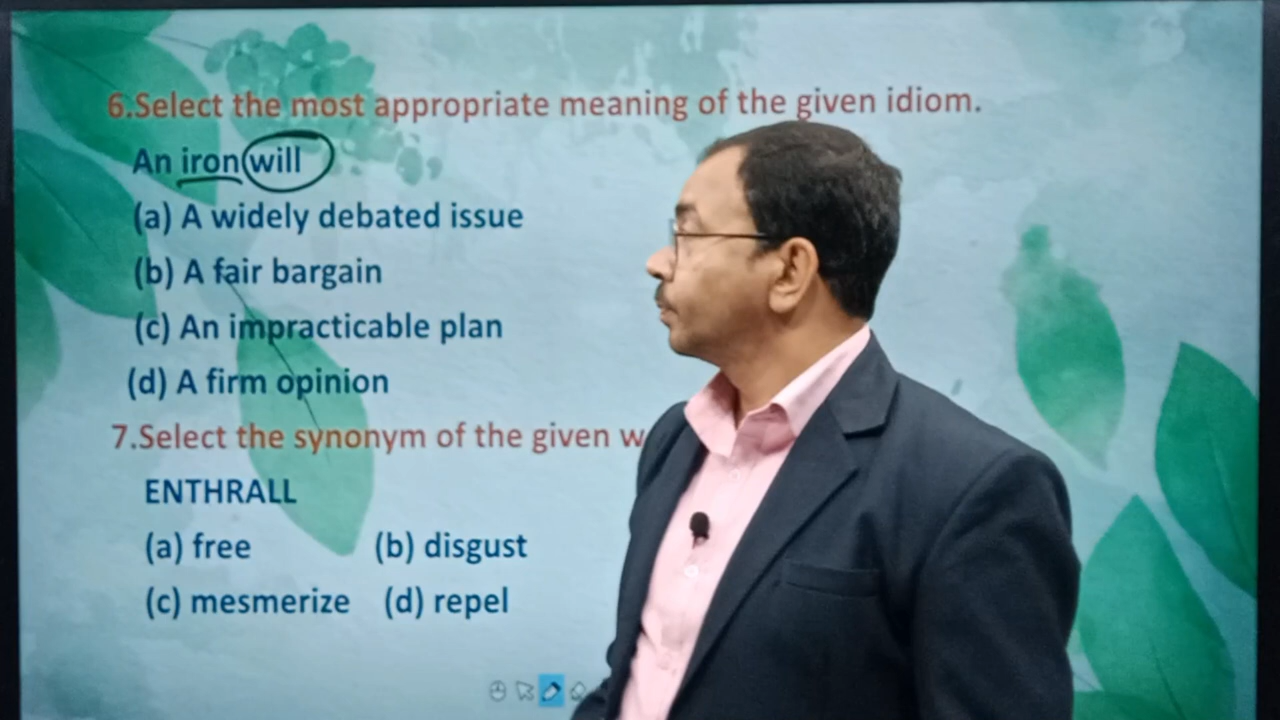 6.Select the most appropriate meaning of the given idiom.
An iron will
(a) A widely debated issue
(b) A fair bargain
(c) An impracticable plan
(d) A firm opinion
7.Select the synonym of the given
ENTHRALL
(a) free (b) disgust
(c) mesmerize (d) repel